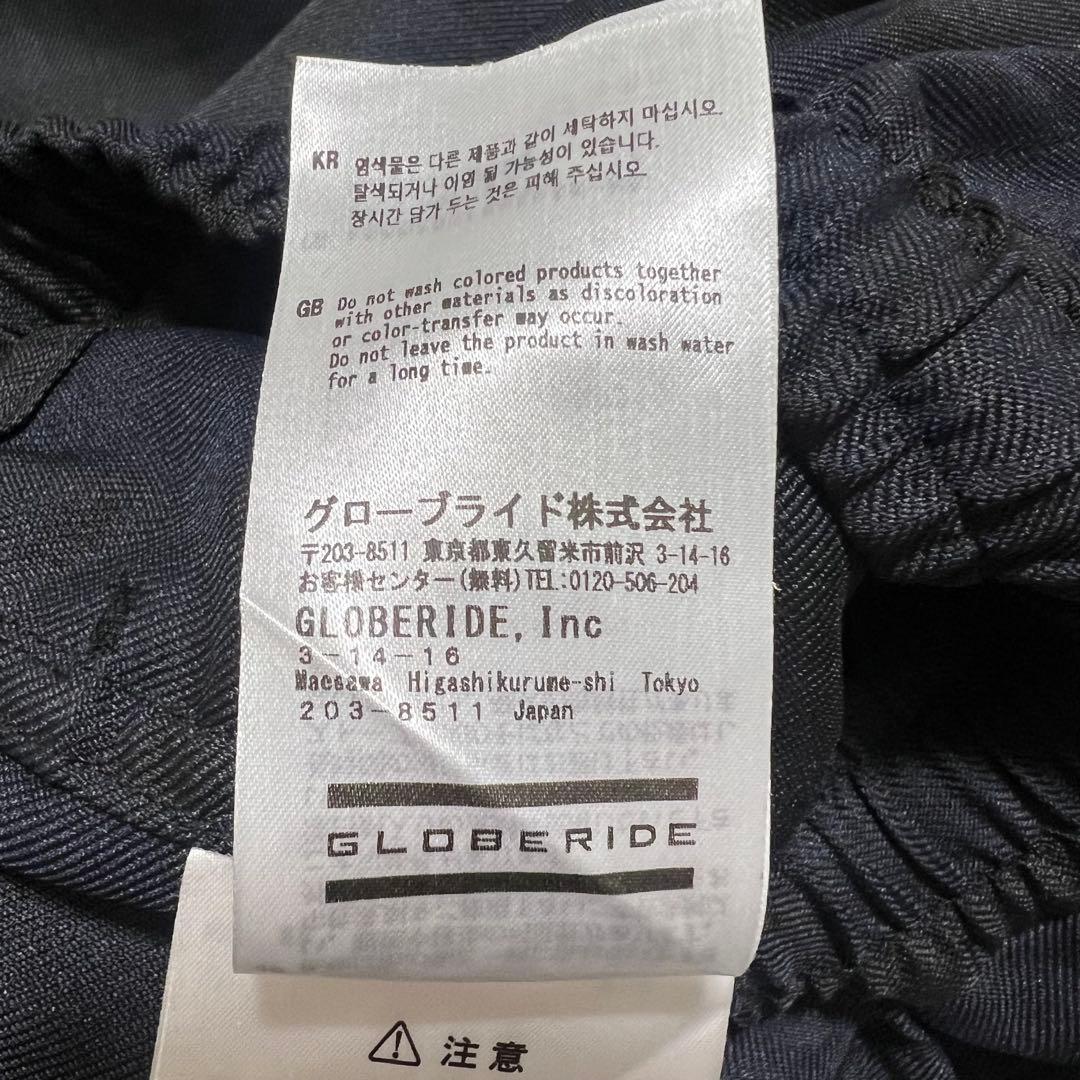 KR 염색물은 다른 제품과 같이 세탁하지 마십시오.
탈색되거나 이염 될 가능성이 있습니다.
장시간 담가 두는 것은 피해 주십시오.
GB Do not wash colored products together
with other materials as discoloration
or color-transfer may occur.
Do not leave the product in wash water
for a long time.
グローブライド株式会社
〒203-8511 東京都東久留米市前沢 3-14-16
お客様センター(無料)TEL:0120-506-204
GLOBERIDE, Inc
3-14-16
Maesawa Higashikurume-shi Tokyo
203-8511 Japan
GLOBERIDE
⚠ 注意